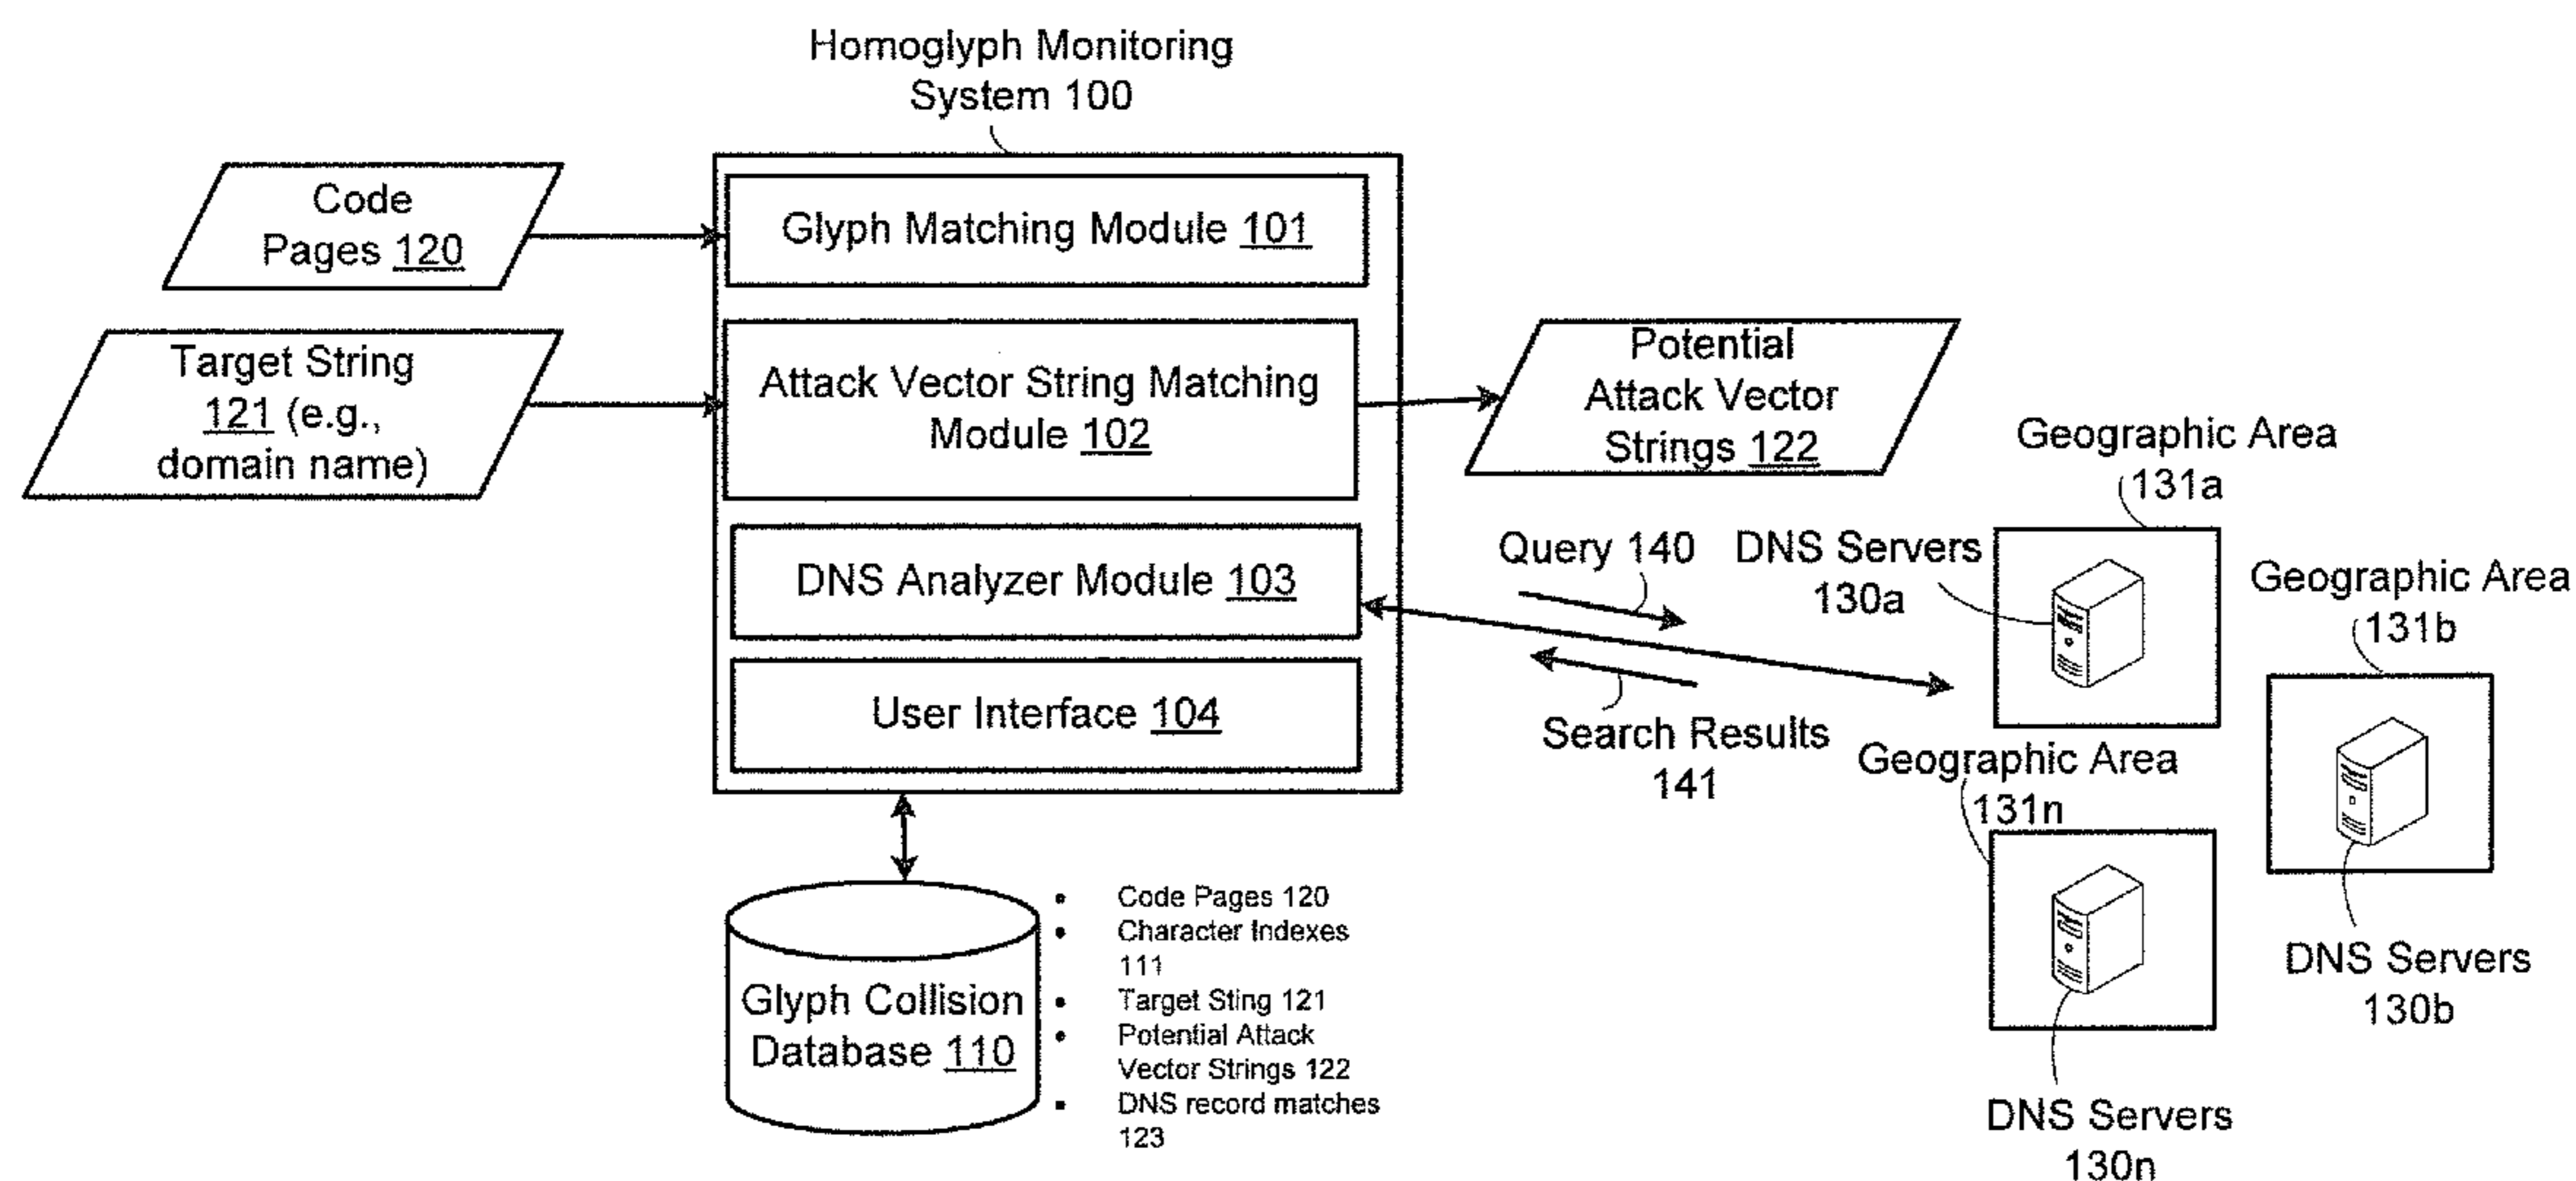 Homoglyph Monitoring
System 100
Code
Pages 120
Glyph Matching Module 101
Target String
121 (e.g.,
domain name)
Attack Vector String Matching
Module 102
Potential
Attack Vector
Strings 122
DNS Analyzer Module 103
User Interface 104
Query 140
Search Results
141
Geographic Area
131a
DNS Servers
130a
Geographic Area
131b
DNS Servers
130b
Geographic Area
131n
DNS Servers
130n
Glyph Collision
Database 110
• Code Pages 120
• Character Indexes
111
• Target Sting 121
• Potential Attack
Vector Strings 122
• DNS record matches
123